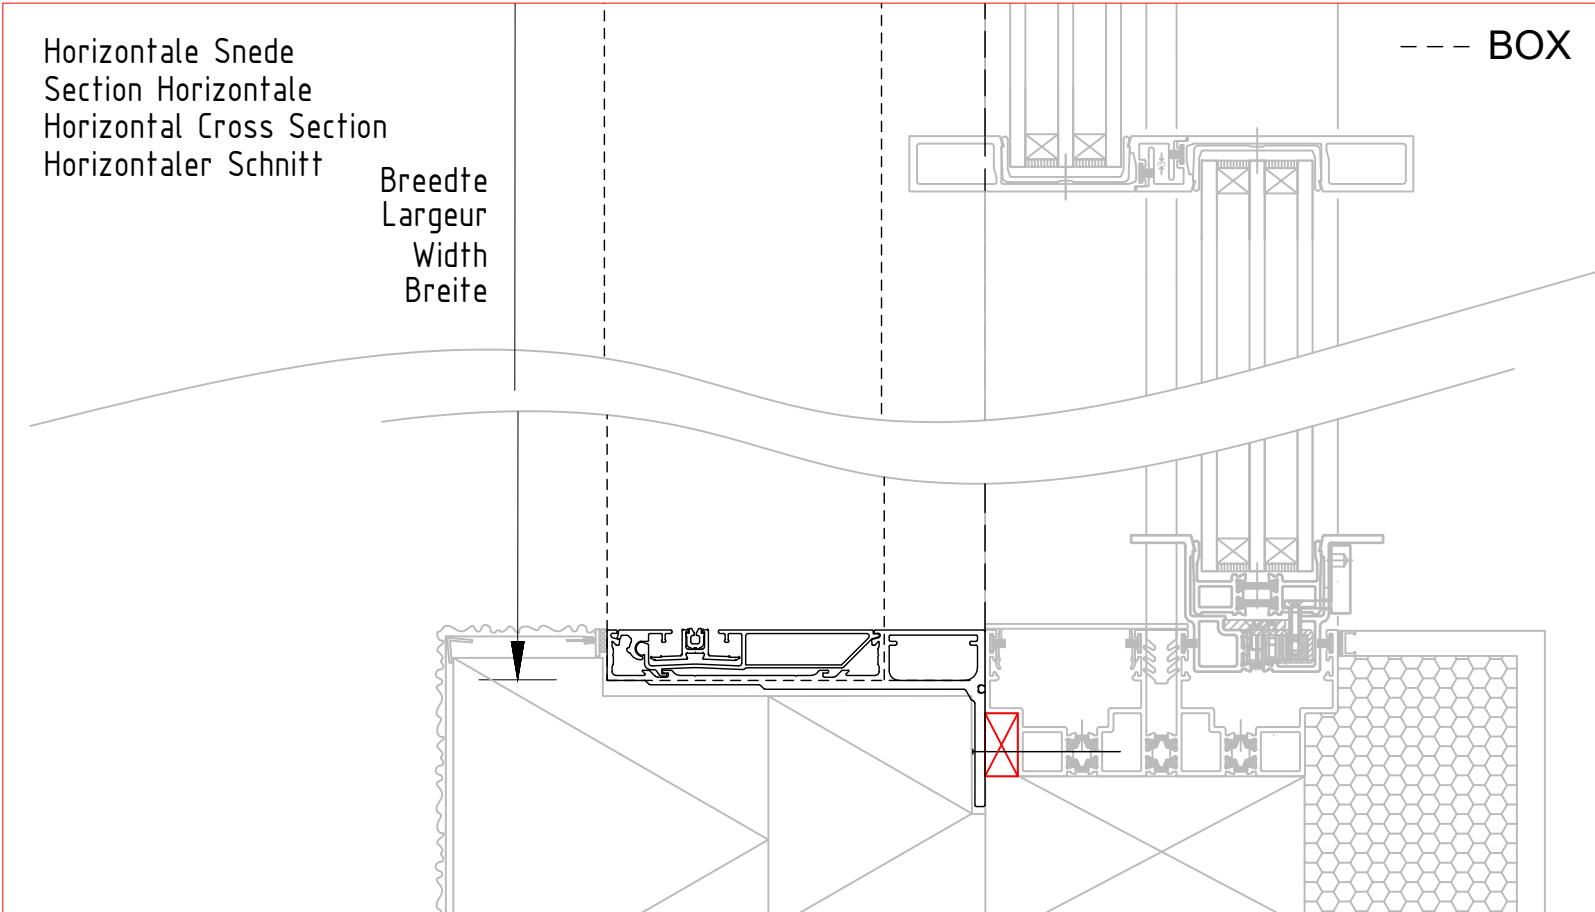 Horizontale Snede
Section Horizontale
Horizontal Cross Section
Horizontaler Schnitt
Breedte
Largeur
Width
Breite
--- BOX